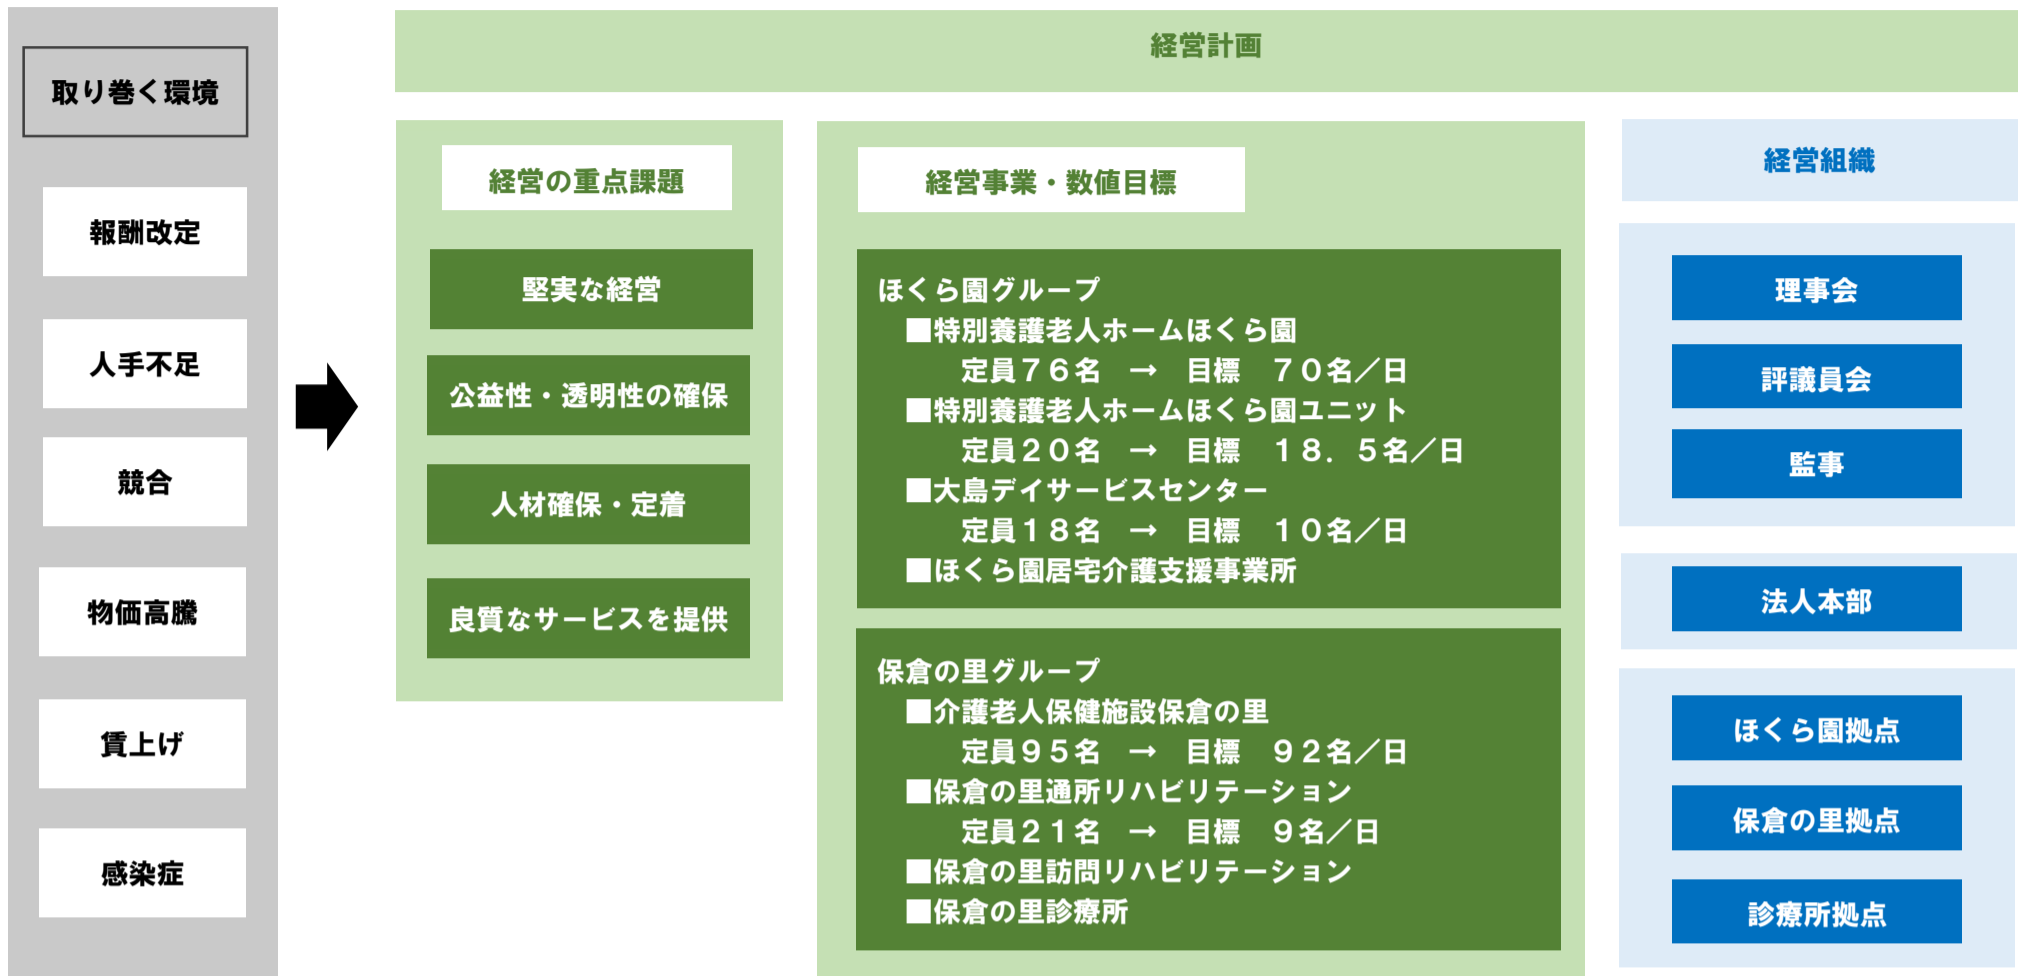 取り巻く環境
報酬改定
人手不足
競合
物価高騰
賃上げ
感染症
経営計画
経営の重点課題
堅実な経営
公益性・透明性の確保
人材確保・定着
良質なサービスを提供
経営事業・数値目標
ほくら園グループ
■特別養護老人ホームほくら園
定員７６名　→　目標　７０名／日
■特別養護老人ホームほくら園ユニット
定員２０名　→　目標　１８．５名／日
■大島デイサービスセンター
定員１８名　→　目標　１０名／日
■ほくら園居宅介護支援事業所
保倉の里グループ
■介護老人保健施設保倉の里
定員９５名　→　目標　９２名／日
■保倉の里通所リハビリテーション
定員２１名　→　目標　９名／日
■保倉の里訪問リハビリテーション
■保倉の里診療所
経営組織
理事会
評議員会
監事
法人本部
ほくら園拠点
保倉の里拠点
診療所拠点